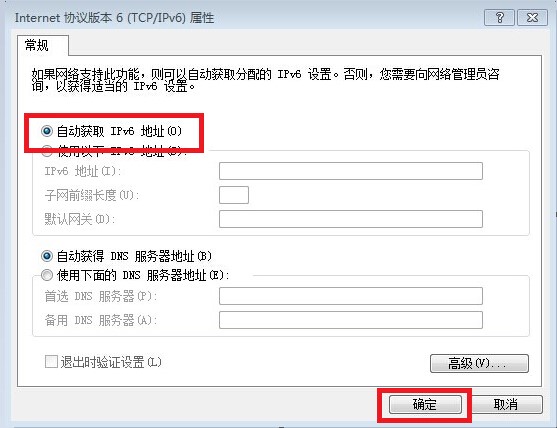 Internet 协议版本 6 (TCP/IPv6) 属性
常规
如果网络支持此功能，则可以自动获取分配的 IPv6 设置。否则，您需要向网络管理员咨
询，以获得适当的 IPv6 设置。
自动获取 IPv6 地址(O)
使用以下 IPv6 地址(S):
IPv6 地址(I):
子网前缀长度(U):
默认网关(D):
自动获得 DNS 服务器地址(B)
使用下面的 DNS 服务器地址(E):
首选 DNS 服务器(P):
备用 DNS 服务器(A):
退出时验证设置(L)
高级(V)...
确定
取消